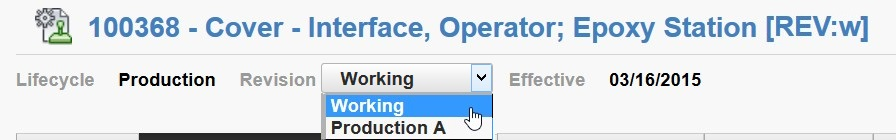 100368 - Cover - Interface, Operator; Epoxy Station [REV:w]
Lifecycle Production Revision Working Effective 03/16/2015
Working
Production A